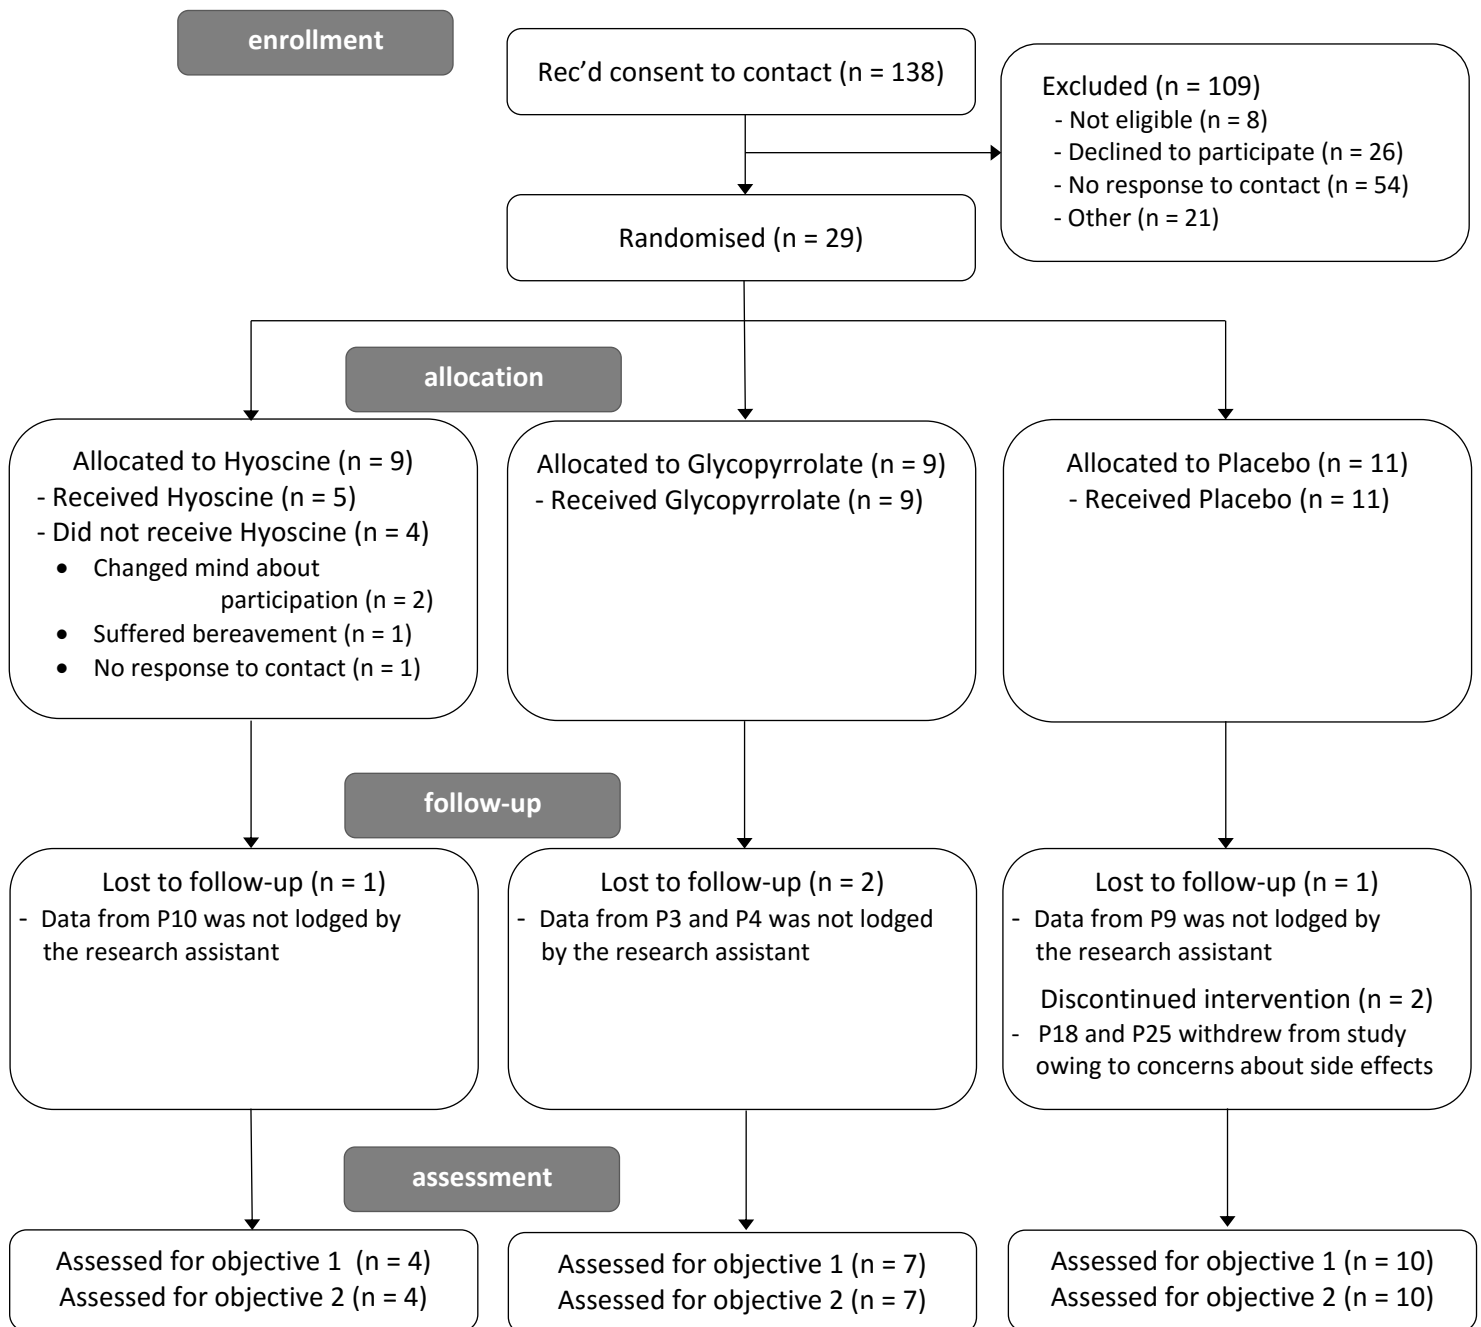 enrollment
Rec’d consent to contact (n = 138)
Excluded (n = 109)
- Not eligible (n = 8)
- Declined to participate (n = 26)
- No response to contact (n = 54)
- Other (n = 21)
Randomised (n = 29)
allocation
Allocated to Hyoscine (n = 9)
- Received Hyoscine (n = 5)
- Did not receive Hyoscine (n = 4)
• Changed mind about
participation (n = 2)
• Suffered bereavement (n = 1)
• No response to contact (n = 1)
Allocated to Glycopyrrolate (n = 9)
- Received Glycopyrrolate (n = 9)
Allocated to Placebo (n = 11)
- Received Placebo (n = 11)
follow-up
Lost to follow-up (n = 1)
- Data from P10 was not lodged by
the research assistant
Lost to follow-up (n = 2)
- Data from P3 and P4 was not lodged
by the research assistant
Lost to follow-up (n = 1)
- Data from P9 was not lodged by
the research assistant
Discontinued intervention (n = 2)
- P18 and P25 withdrew from study
owing to concerns about side effects
assessment
Assessed for objective 1 (n = 4)
Assessed for objective 2 (n = 4)
Assessed for objective 1 (n = 7)
Assessed for objective 2 (n = 7)
Assessed for objective 1 (n = 10)
Assessed for objective 2 (n = 10)